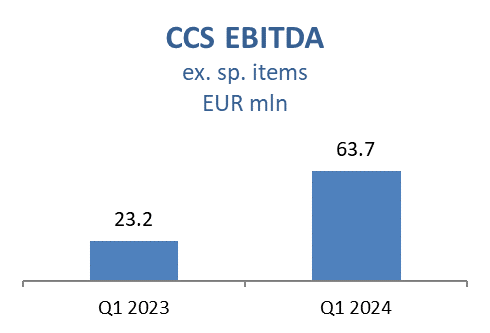 CCS EBITDA
ex. sp. items
EUR mln
63.7
23.2
Q1 2023 Q1 2024